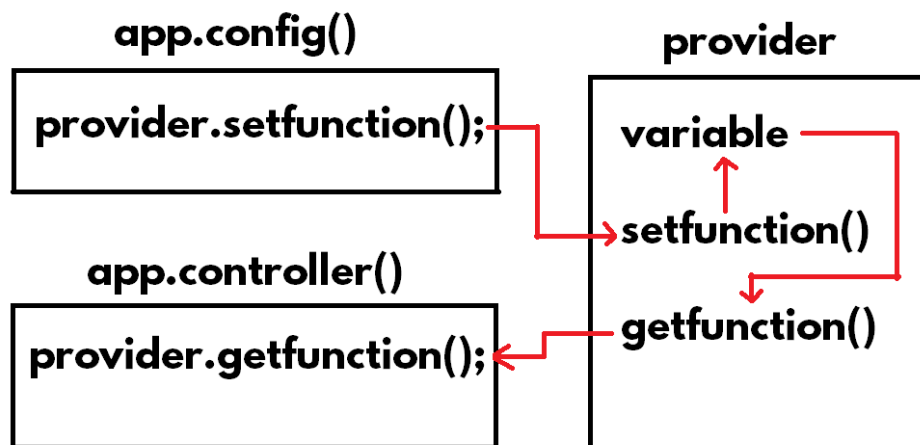 app.config()
provider.setfunction();
app.controller()
provider.getfunction();
provider
variable
setfunction()
getfunction()